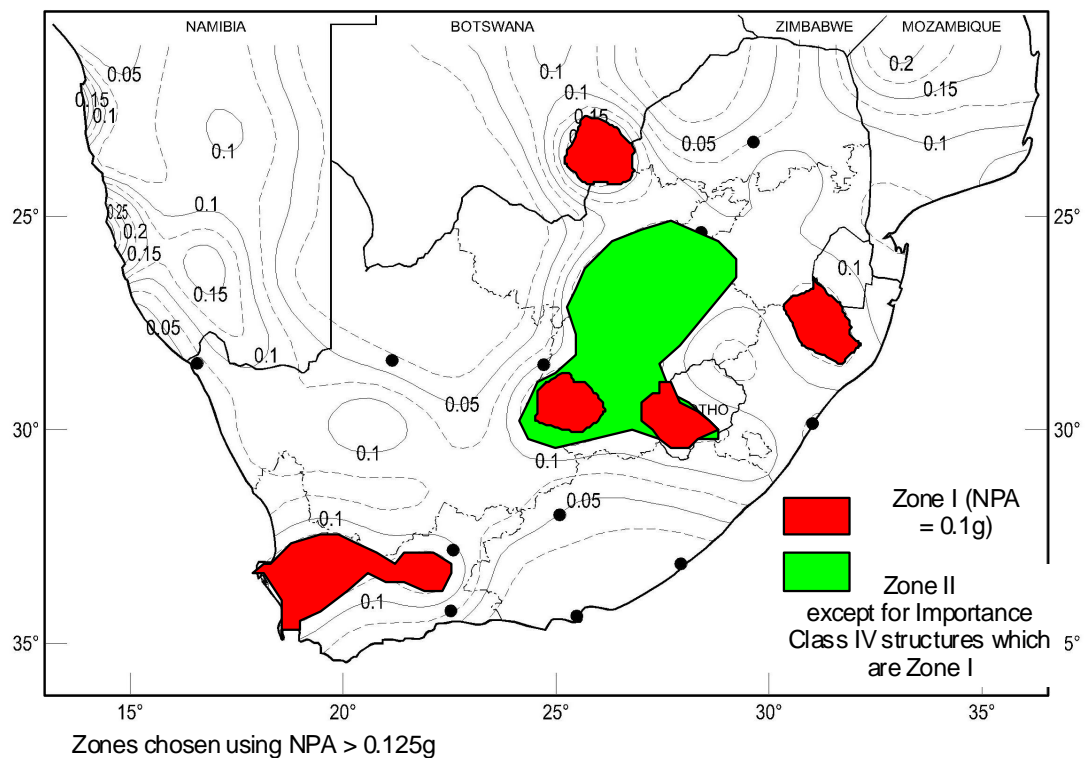 NAMIBIA BOTSWANA ZIMBABWE MOZAMBIQUE
0.05 0.1 0.2
0.15 0.1 0.15
0.1 0.15
0.1 0.05 0.1
0.1
25° 0.25 25°
0.2
0.15 0.1
0.15
0.05
0.1
0.05
THO
30° 30°
0.1
0.1
0.05
Zone I (NPA
= 0.1g)
0.1
Zone II
0.1 except for Importance
Class IV structures which
35° 5°
are Zone I
15° 20° 25° 30° 35°
Zones chosen using NPA > 0.125g